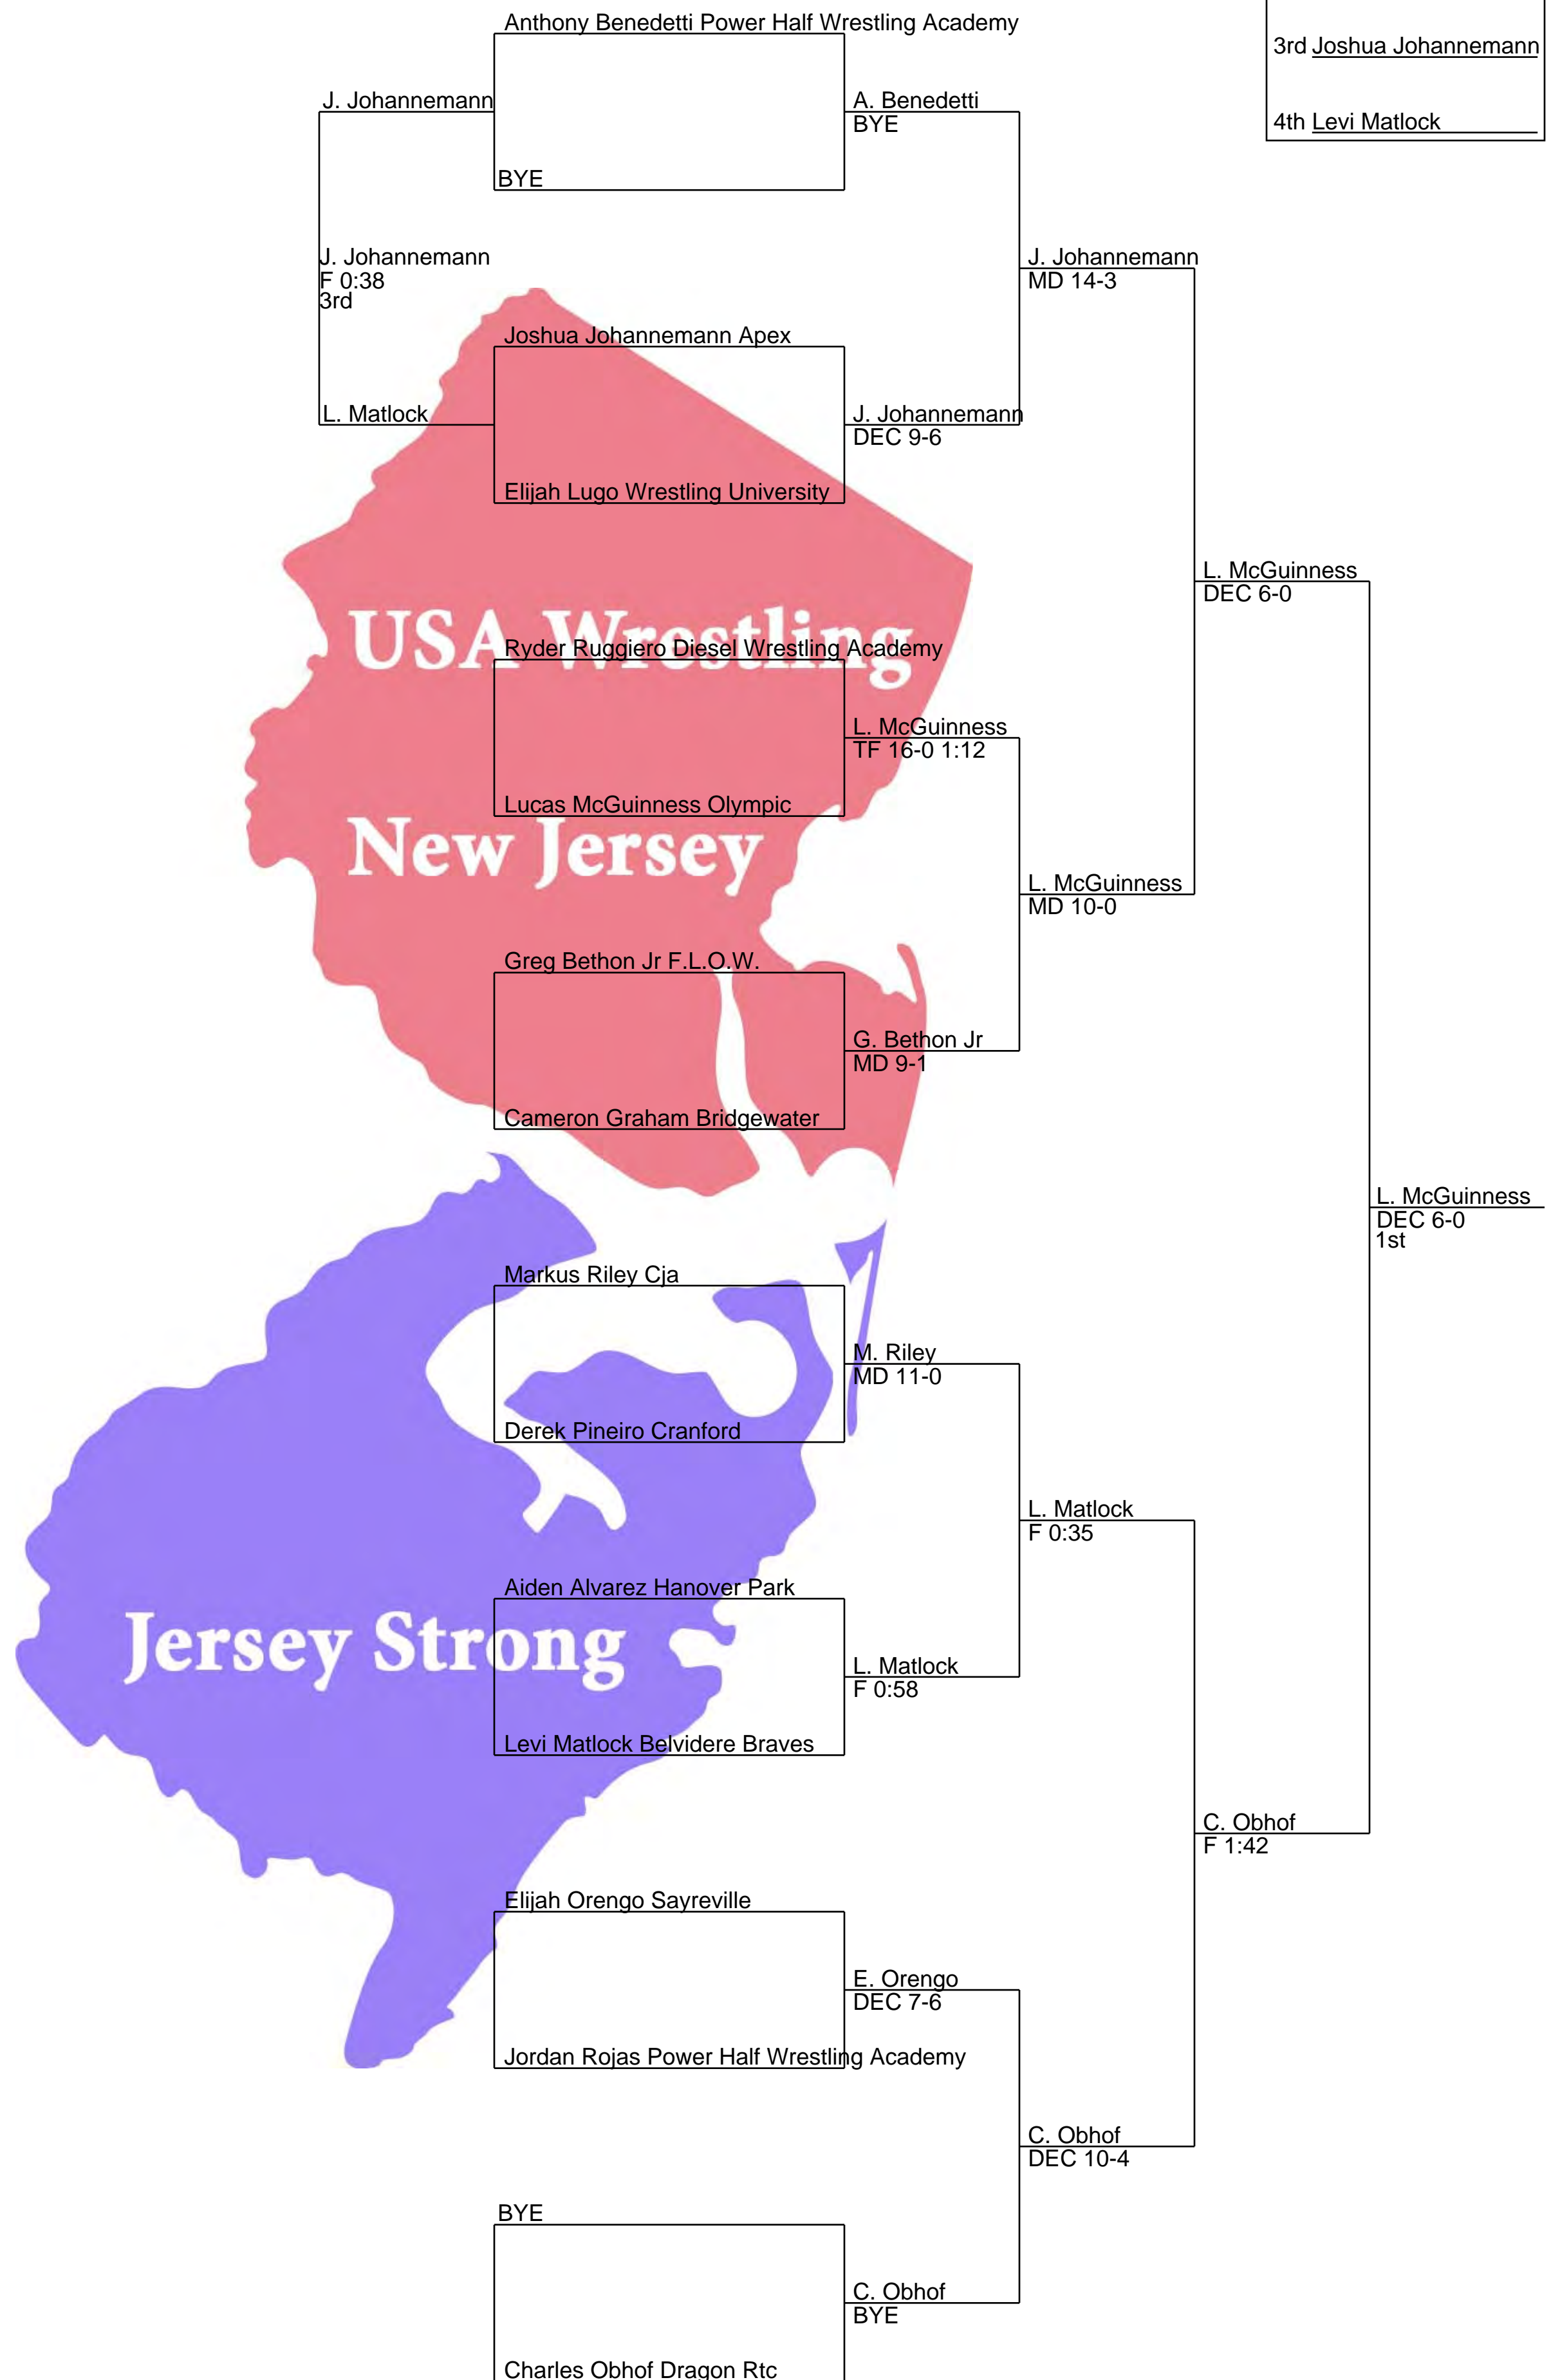 Anthony Benedetti Power Half Wrestling Academy
3rd Joshua Johannemann
J. Johannemann
A. Benedetti
BYE
4th Levi Matlock
BYE
J. Johannemann
F 0:38
3rd
J. Johannemann
MD 14-3
Joshua Johannemann Apex
L. Matlock
J. Johannemann
DEC 9-6
Elijah Lugo Wrestling University
L. McGuinness
DEC 6-0
USA Wrestling
Ryder Ruggiero Diesel Wrestling Academy
L. McGuinness
TF 16-0 1:12
Lucas McGuinness Olympic
New Jersey
L. McGuinness
MD 10-0
Greg Bethon Jr F.L.O.W.
G. Bethon Jr
MD 9-1
Cameron Graham Bridgewater
L. McGuinness
DEC 6-0
1st
Markus Riley Cja
M. Riley
MD 11-0
Derek Pineiro Cranford
L. Matlock
F 0:35
Aiden Alvarez Hanover Park
Jersey Strong
L. Matlock
F 0:58
Levi Matlock Belvidere Braves
C. Obhof
F 1:42
Elijah Orengo Sayreville
E. Orengo
DEC 7-6
Jordan Rojas Power Half Wrestling Academy
C. Obhof
DEC 10-4
BYE
C. Obhof
BYE
Charles Obhof Dragon Rtc